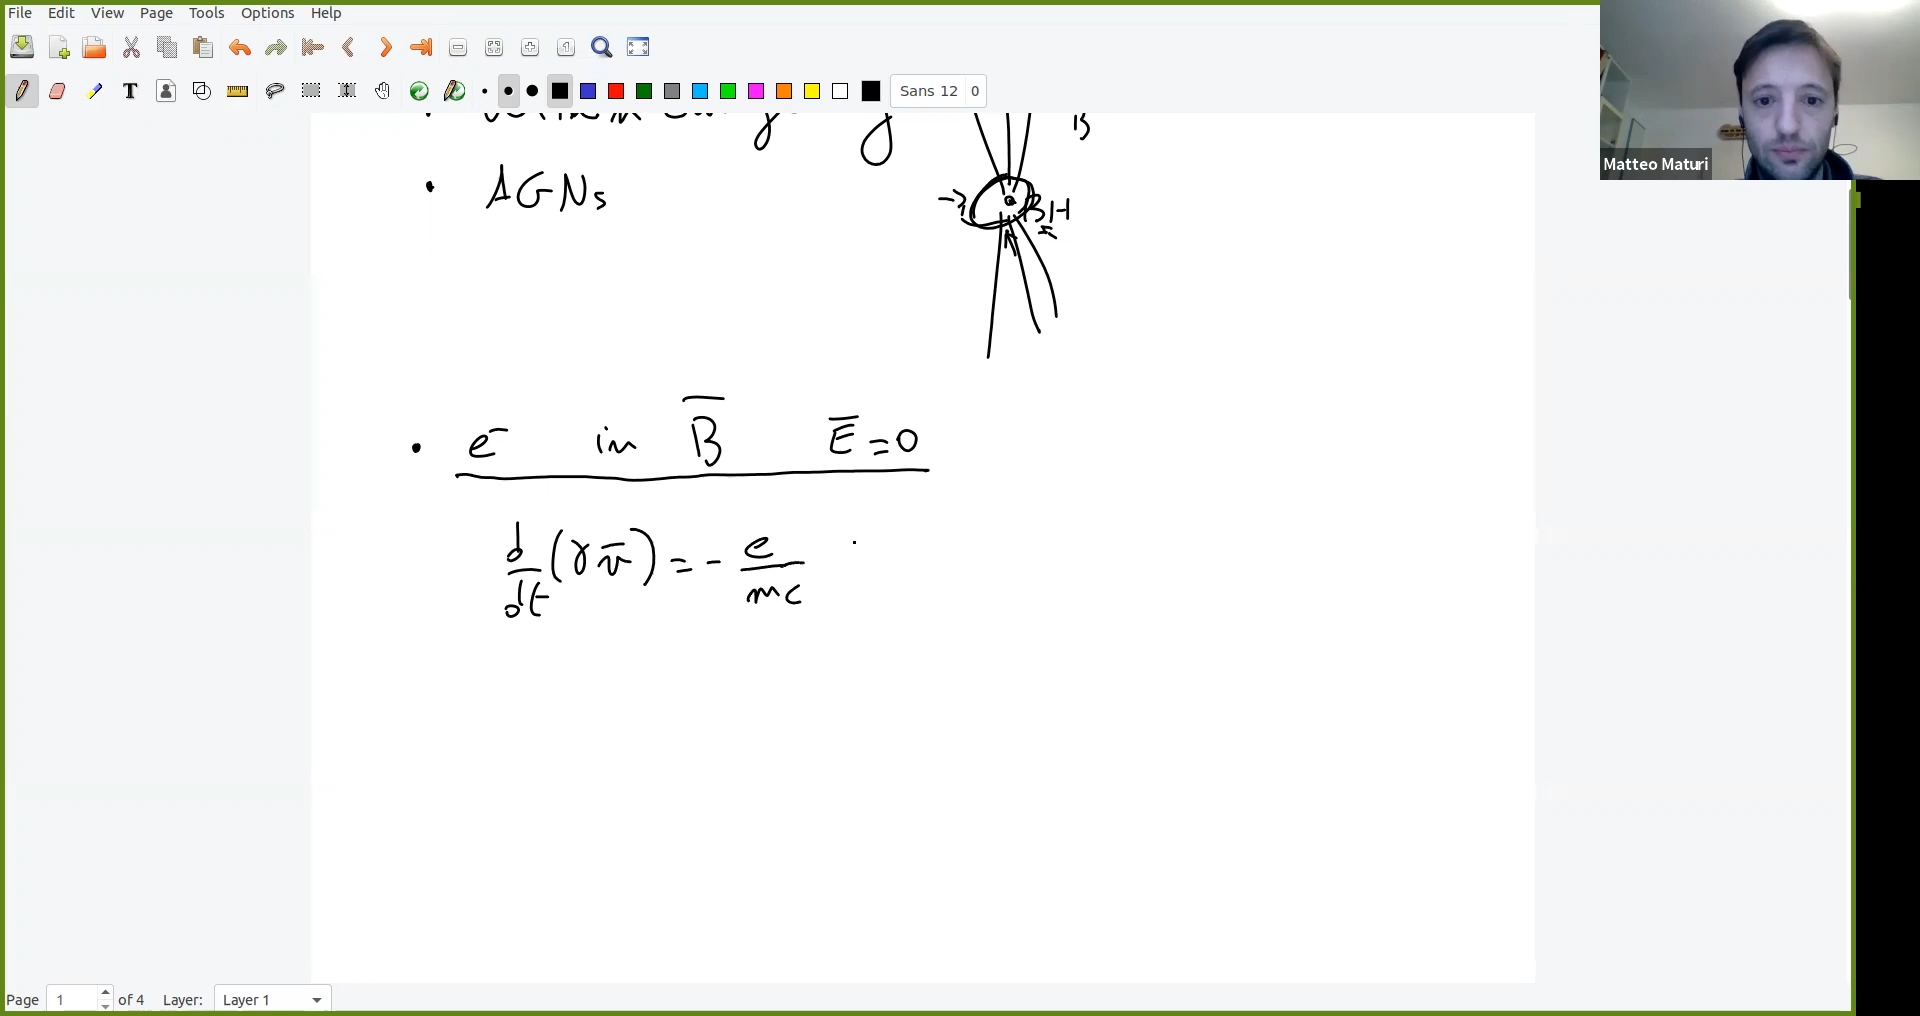 File Edit View Page Tools Options Help
Sans 12 0
Matteo Maturi
B
• AGNs
BH
• e⁻ in B̅ E̅ = 0
d/dt (γ v̅) = - e/mc
Page 1 of 4 Layer: Layer 1